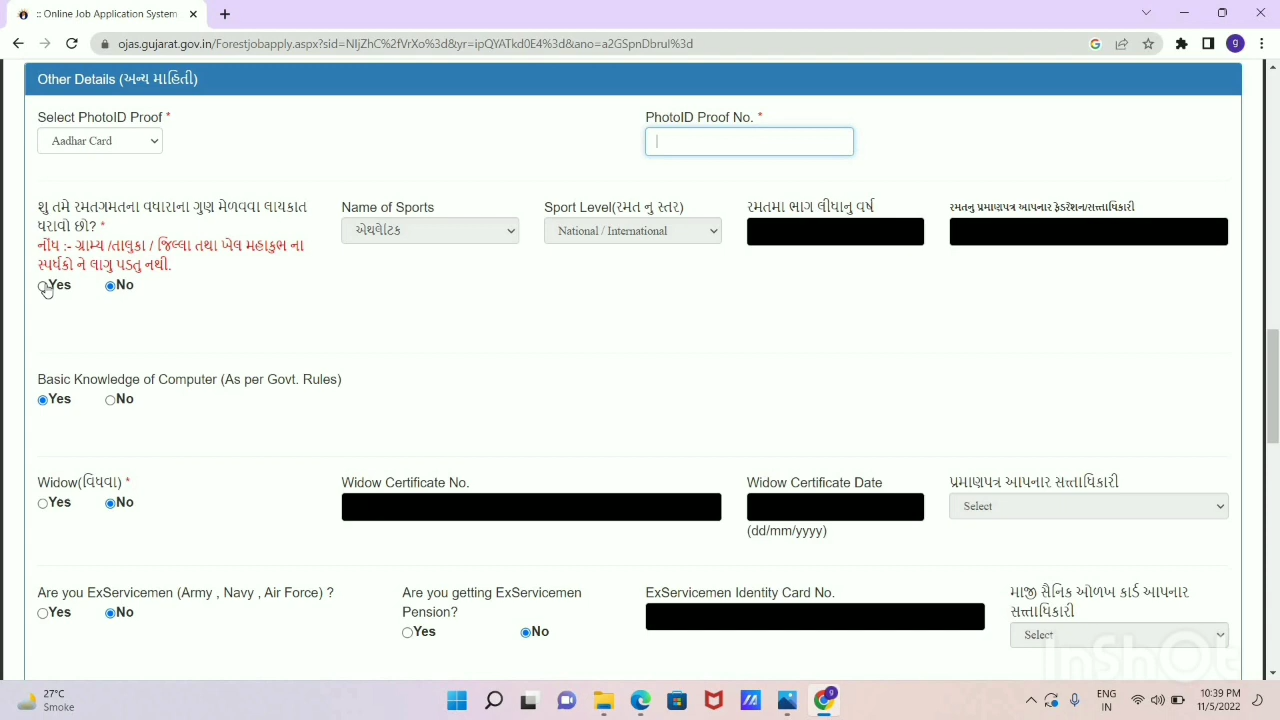 :: Online Job Application System
ojas.gujarat.gov.in/Forestjobapply.aspx?sid=NIjZhC%2fVrXo%3d&yr=ipQYATkd0E4%3d&ano=a2GSpnDbruI%3d
Other Details (અન્ય માહિતી)
Select PhotoID Proof *
PhotoID Proof No. *
Aadhar Card
શુ તમે રમતગમતના વધારાના ગુણ મેળવવા લાયકાત
ધરાવો છો? *
નોંધ :- ગ્રામ્ય /તાલુકા / જિલ્લા તથા ખેલ મહાકુંભ ના
સ્પર્ધકો ને લાગુ પડતુ નથી.
Yes No
Name of Sports
એથલેટિક
Sport Level(રમત નું સ્તર)
National / International
રમતમાં ભાગ લીધાનુ વર્ષ
રમતનુ પ્રમાણપત્ર આપનાર ફેડરેશન/સત્તાધિકારી
Basic Knowledge of Computer (As per Govt. Rules)
Yes No
Widow(વિધવા) *
Yes No
Widow Certificate No.
Widow Certificate Date
(dd/mm/yyyy)
પ્રમાણપત્ર આપનાર સત્તાધિકારી
Select
Are you ExServicemen (Army , Navy , Air Force) ?
Yes No
Are you getting ExServicemen
Pension?
Yes No
ExServicemen Identity Card No.
માજી સૈનિક ઓળખ કાર્ડ આપનાર
સત્તાધિકારી
Select
InShOt
27°C
Smoke
ENG
IN
10:39 PM
11/5/2022